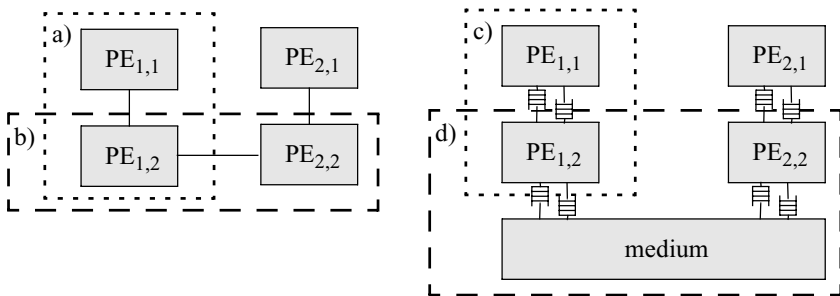 a)
PE1,1
PE2,1
b)
PE1,2
PE2,2
c)
PE1,1
PE2,1
d)
PE1,2
PE2,2
medium